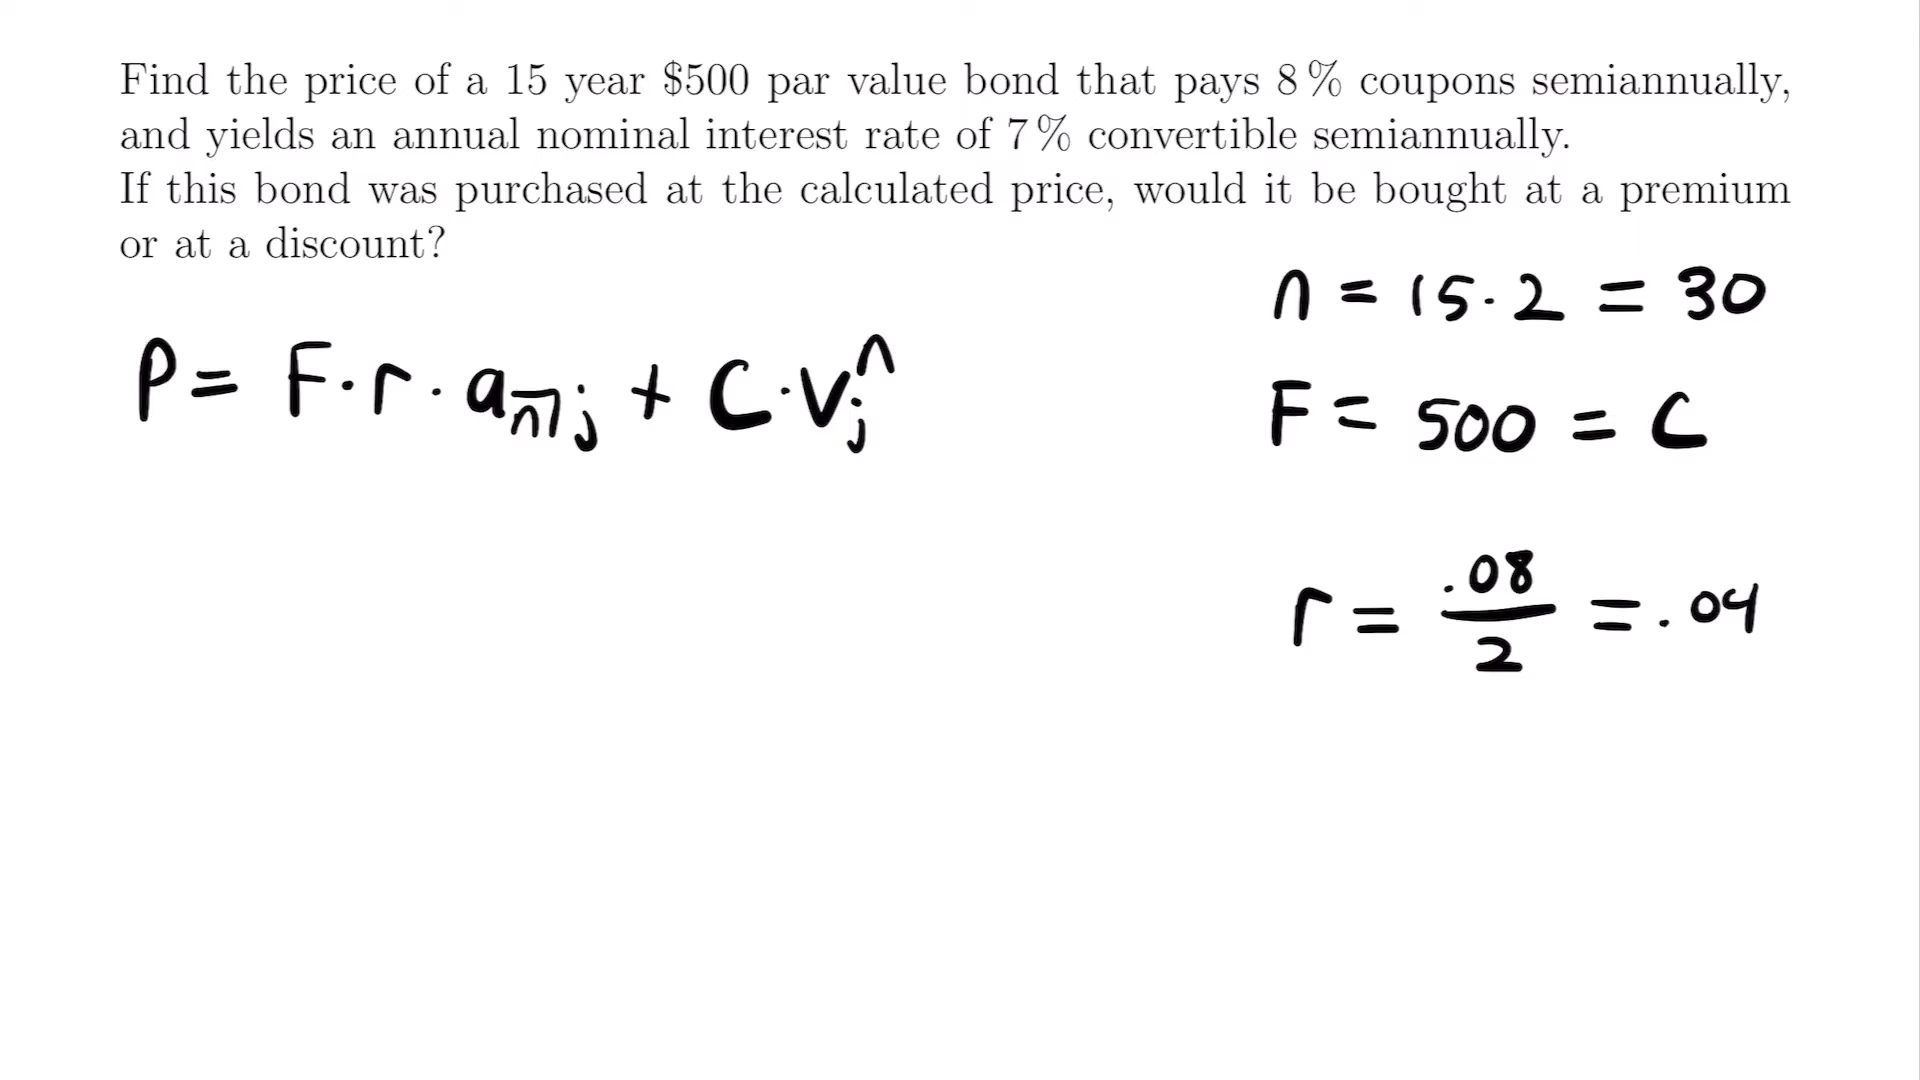 Find the price of a 15 year $500 par value bond that pays 8 % coupons semiannually,
and yields an annual nominal interest rate of 7 % convertible semiannually.
If this bond was purchased at the calculated price, would it be bought at a premium
or at a discount?
n = 15 · 2 = 30
P = F · r · a_{n̅|j} + C · v_j^n
F = 500 = C
r = .08/2 = .04